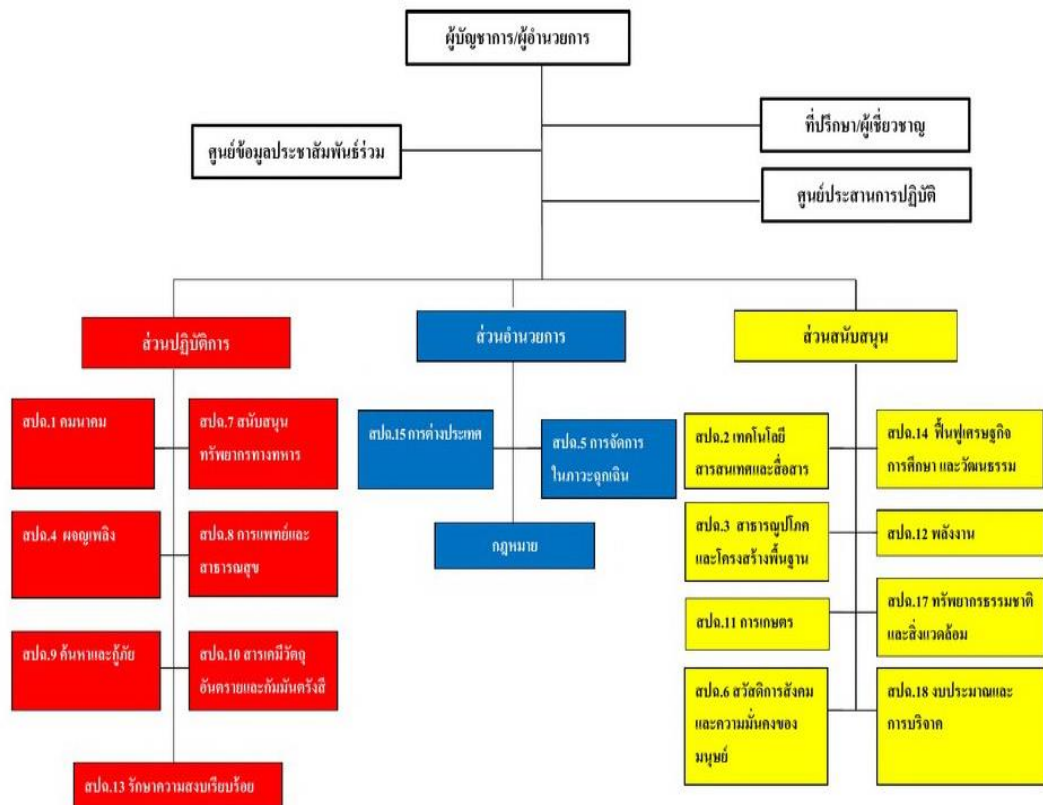 ผู้บัญชาการ/ผู้อำนวยการ
ที่ปรึกษา/ผู้เชี่ยวชาญ
ศูนย์ข้อมูลประชาสัมพันธ์ร่วม
ศูนย์ประสานการปฏิบัติ
ส่วนปฏิบัติการ
สปฉ.1 คมนาคม
สปฉ.7 สนับสนุน
ทรัพยากรทางทหาร
สปฉ.4 ผจญเพลิง
สปฉ.8 การแพทย์และ
สาธารณสุข
สปฉ.9 ค้นหาและกู้ภัย
สปฉ.10 สารเคมีวัตถุ
อันตรายและกัมมันตรังสี
สปฉ.13 รักษาความสงบเรียบร้อย
ส่วนอำนวยการ
สปฉ.15 การต่างประเทศ
สปฉ.5 การจัดการ
ในภาวะฉุกเฉิน
กฎหมาย
ส่วนสนับสนุน
สปฉ.2 เทคโนโลยี
สารสนเทศและสื่อสาร
สปฉ.14 ฟื้นฟูเศรษฐกิจ
การศึกษา และวัฒนธรรม
สปฉ.3 สาธารณูปโภค
และโครงสร้างพื้นฐาน
สปฉ.12 พลังงาน
สปฉ.11 การเกษตร
สปฉ.17 ทรัพยากรธรรมชาติ
และสิ่งแวดล้อม
สปฉ.6 สวัสดิการสังคม
และความมั่นคงของ
มนุษย์
สปฉ.18 งบประมาณและ
การบริจาค